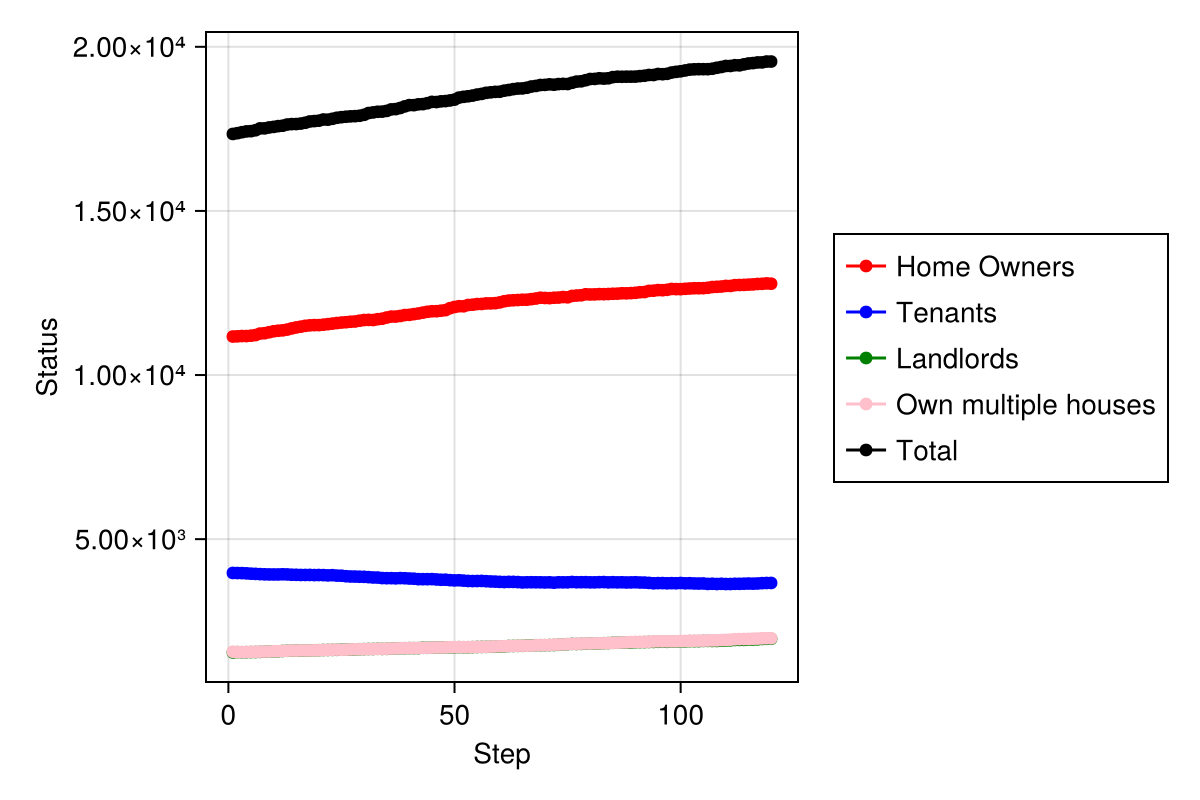 2.00×10⁴
1.50×10⁴
1.00×10⁴
5.00×10³
Status
0 50 100
Step
Home Owners
Tenants
Landlords
Own multiple houses
Total